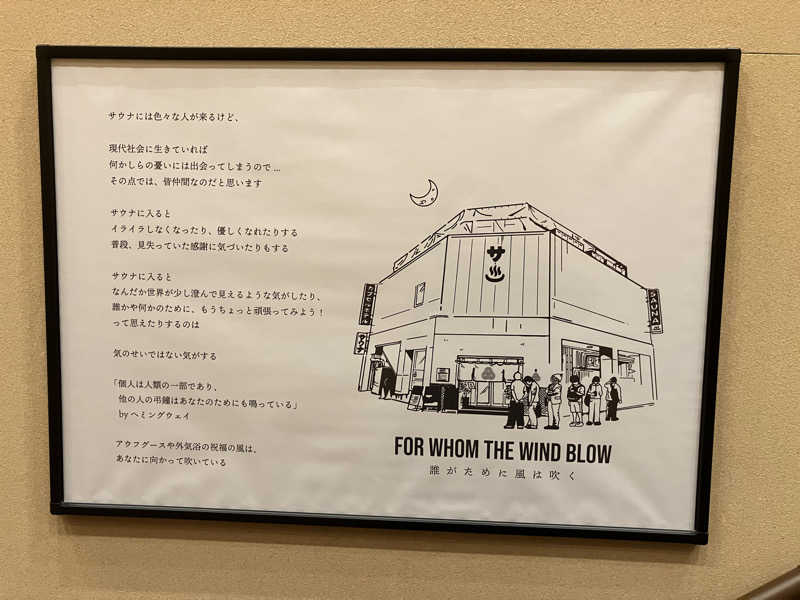 サウナには色々な人が来るけど、
現代社会に生きていれば
何かしらの憂いには出会ってしまうので...
その点では、皆仲間なのだと思います
サウナに入ると
イライラしなくなったり、優しくなれたりする
普段、見失っていた感謝に気づいたりもする
サウナに入ると
なんだか世界が少し澄んで見えるような気がしたり、
誰かや何かのために、もうちょっと頑張ってみよう！
って思えたりするのは
気のせいではない気がする
「個人は人類の一部であり、
他の人の弔鐘はあなたのためにも鳴っている」
by ヘミングウェイ
アウフグースや外気浴の祝福の風は、
あなたに向かって吹いている
サ
カプセルホテル
サウナ
SAUNA
FOR WHOM THE WIND BLOW
誰がために風は吹く